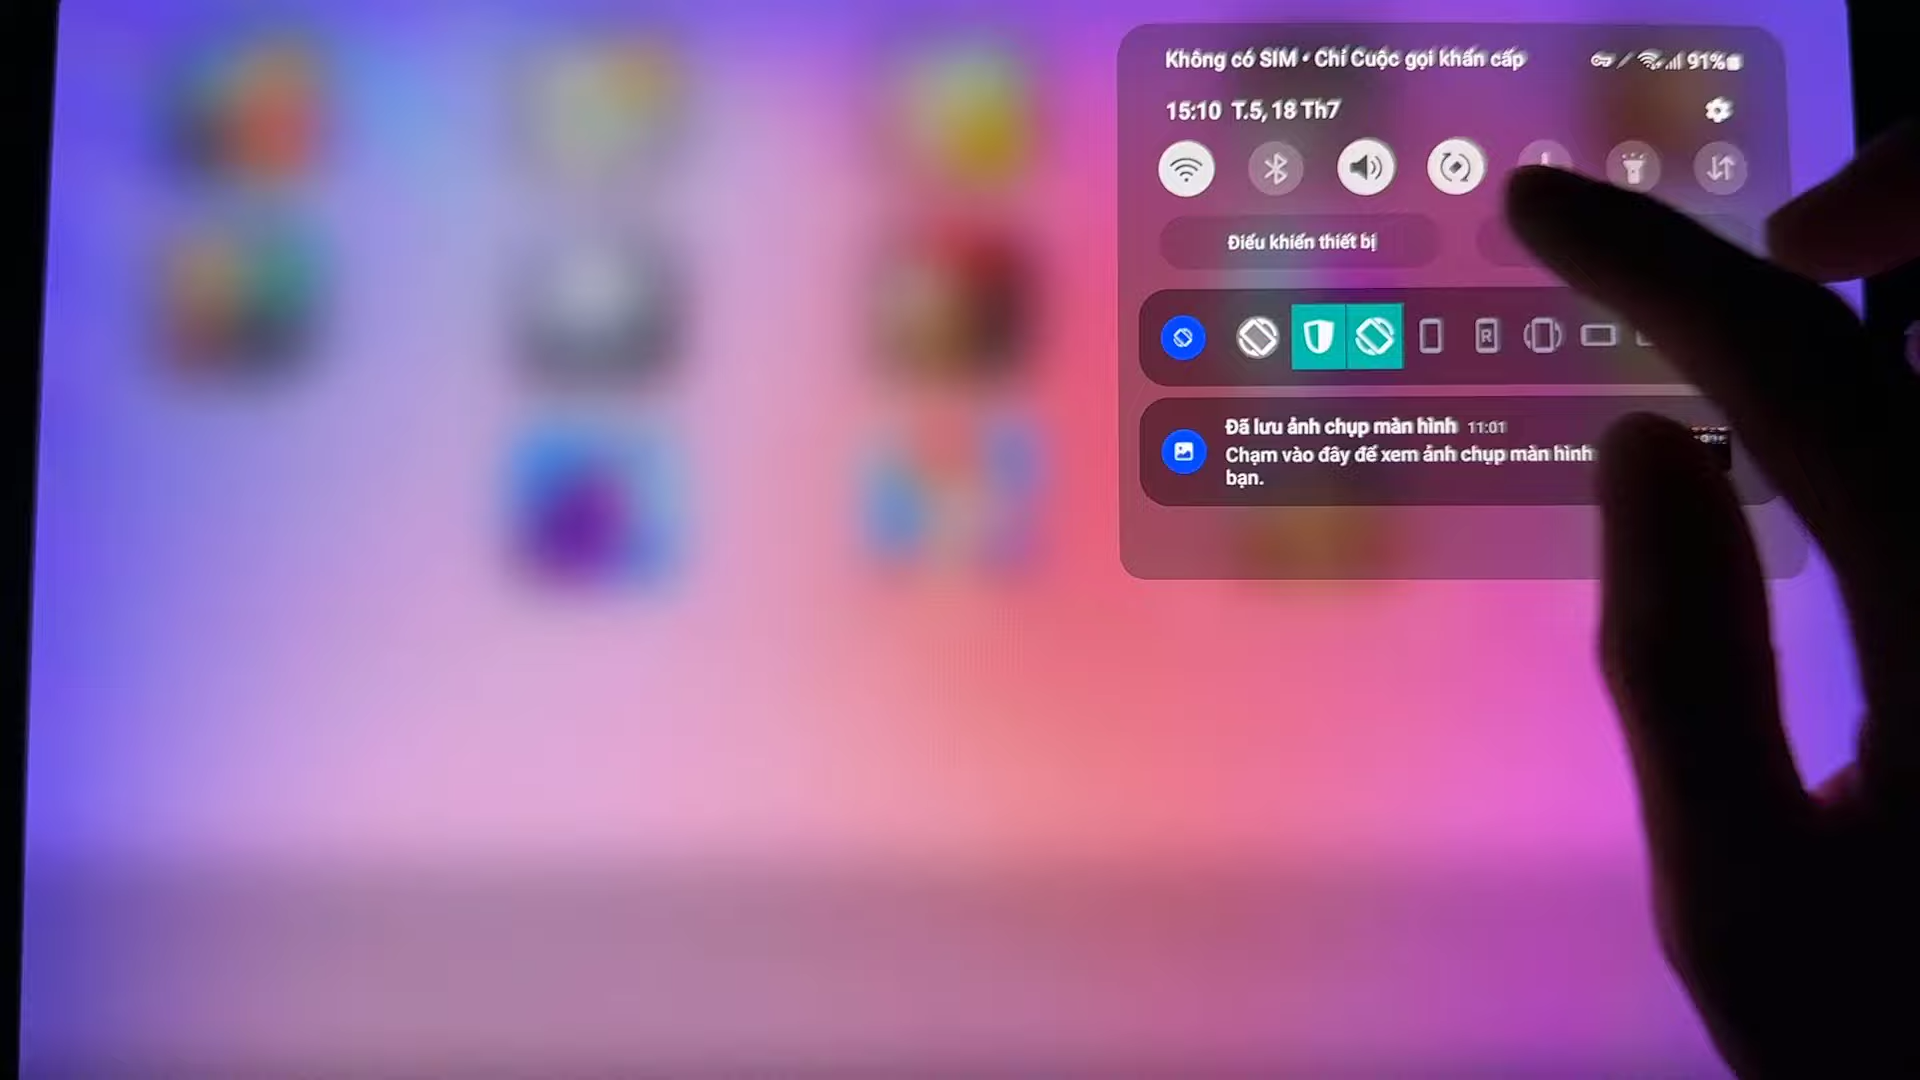 Không có SIM • Chỉ Cuộc gọi khẩn cấp 91%
15:10 T.5, 18 Th7
Điều khiển thiết bị
R
Đã lưu ảnh chụp màn hình 11:01
Chạm vào đây để xem ảnh chụp màn hình
bạn.